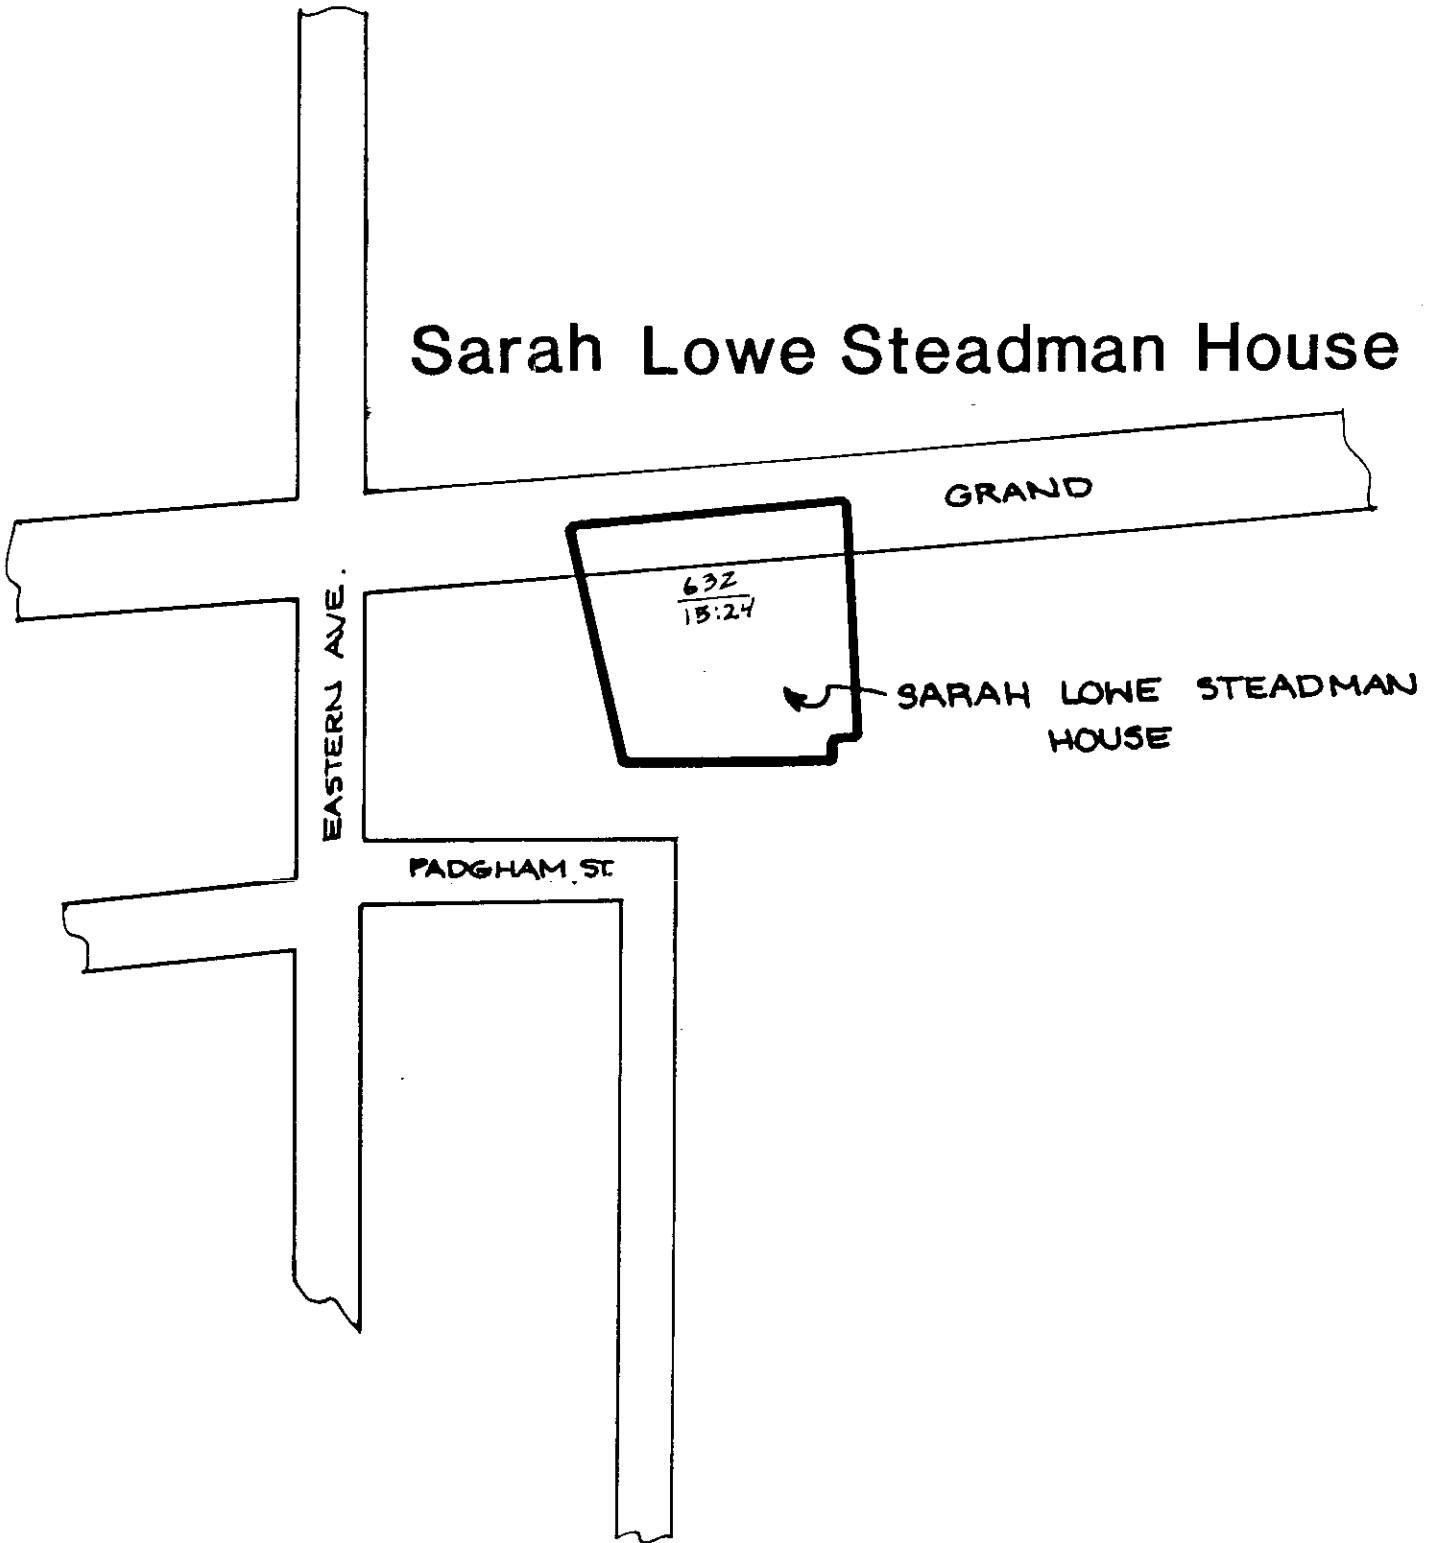 Sarah Lowe Steadman House
GRAND
632
15:24
EASTERN AVE.
SARAH LOWE STEADMAN
HOUSE
PADGHAM ST.